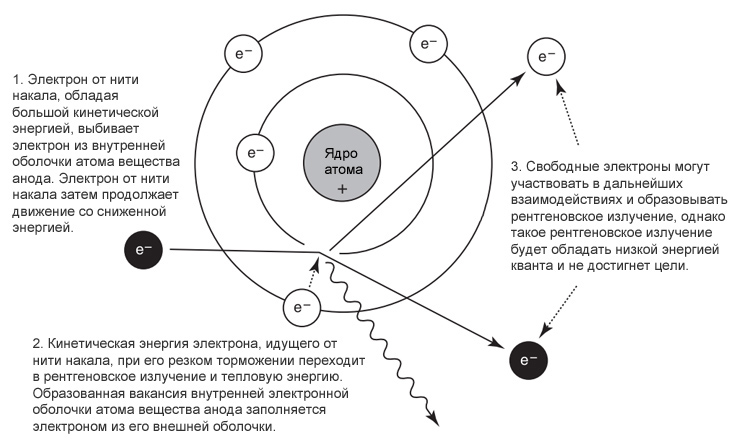 e–
e–
1. Электрон от нити
накала, обладая
большой кинетической
энергией, выбивает
электрон из внутренней
оболочки атома вещества
анода. Электрон от нити
накала затем продолжает
движение со сниженной
энергией.
e–
e–
Ядро
атома
+
3. Свободные электроны могут
участвовать в дальнейших
взаимодействиях и образовывать
рентгеновское излучение, однако
такое рентгеновское излучение
будет обладать низкой энергией
кванта и не достигнет цели.
e–
e–
e–
2. Кинетическая энергия электрона, идущего от
нити накала, при его резком торможении переходит
в рентгеновское излучение и тепловую энергию.
Образованная вакансия внутренней электронной
оболочки атома вещества анода заполняется
электроном из его внешней оболочки.